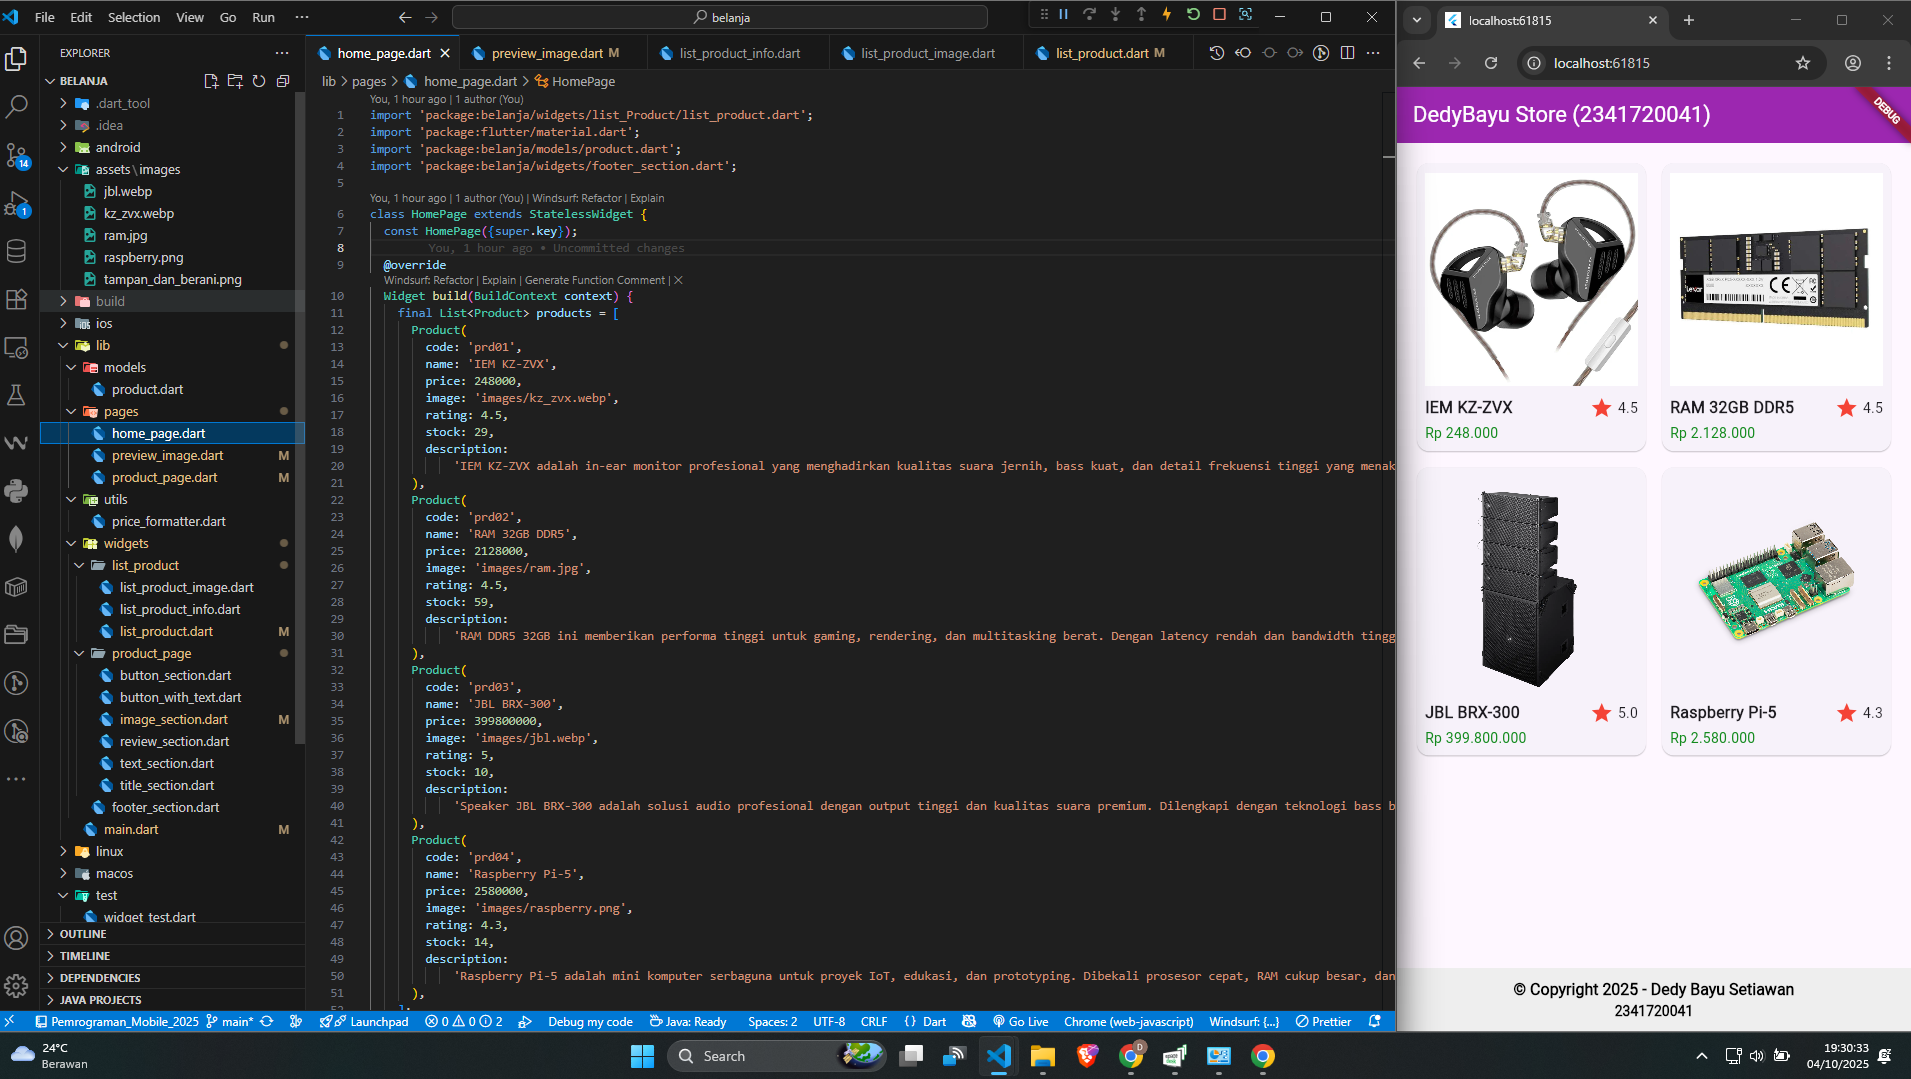 File Edit Selection View Go Run ···
belanja
EXPLORER
BELANJA
.dart_tool
.idea
android
assets\images
jbl.webp
kz_zvx.webp
ram.jpg
raspberry.png
tampan_dan_berani.png
build
ios
lib
models
product.dart
pages
home_page.dart
preview_image.dart M
product_page.dart M
utils
price_formatter.dart
widgets
list_product
list_product_image.dart
list_product_info.dart
list_product.dart M
product_page
button_section.dart
button_with_text.dart
image_section.dart M
review_section.dart
text_section.dart
title_section.dart
footer_section.dart
main.dart M
linux
macos
test
widget_test.dart
OUTLINE
TIMELINE
DEPENDENCIES
JAVA PROJECTS
14
1
home_page.dart
preview_image.dart M
list_product_info.dart
list_product_image.dart
list_product.dart M
lib > pages > home_page.dart > HomePage
You, 1 hour ago | 1 author (You)
1 import 'package:belanja/widgets/list_Product/list_product.dart';
2 import 'package:flutter/material.dart';
3 import 'package:belanja/models/product.dart';
4 import 'package:belanja/widgets/footer_section.dart';
5
You, 1 hour ago | 1 author (You) | Windsurf: Refactor | Explain
6 class HomePage extends StatelessWidget {
7 const HomePage({super.key});
8 You, 1 hour ago • Uncommitted changes
9 @override
Windsurf: Refactor | Explain | Generate Function Comment | ✕
10 Widget build(BuildContext context) {
11 final List<Product> products = [
12 Product(
13 code: 'prd01',
14 name: 'IEM KZ-ZVX',
15 price: 248000,
16 image: 'images/kz_zvx.webp',
17 rating: 4.5,
18 stock: 29,
19 description:
20 'IEM KZ-ZVX adalah in-ear monitor profesional yang menghadirkan kualitas suara jernih, bass kuat, dan detail frekuensi tinggi yang menak
21 ),
22 Product(
23 code: 'prd02',
24 name: 'RAM 32GB DDR5',
25 price: 2128000,
26 image: 'images/ram.jpg',
27 rating: 4.5,
28 stock: 59,
29 description:
30 'RAM DDR5 32GB ini memberikan performa tinggi untuk gaming, rendering, dan multitasking berat. Dengan latency rendah dan bandwidth tingg
31 ),
32 Product(
33 code: 'prd03',
34 name: 'JBL BRX-300',
35 price: 399800000,
36 image: 'images/jbl.webp',
37 rating: 5,
38 stock: 10,
39 description:
40 'Speaker JBL BRX-300 adalah solusi audio profesional dengan output tinggi dan kualitas suara premium. Dilengkapi dengan teknologi bass b
41 ),
42 Product(
43 code: 'prd04',
44 name: 'Raspberry Pi-5',
45 price: 2580000,
46 image: 'images/raspberry.png',
47 rating: 4.3,
48 stock: 14,
49 description:
50 'Raspberry Pi-5 adalah mini komputer serbaguna untuk proyek IoT, edukasi, dan prototyping. Dibekali prosesor cepat, RAM cukup besar, dan
51 ),
52 ];
Pemrograman_Mobile_2025 main* Launchpad 0 0 2 Debug my code Java: Ready Spaces: 2 UTF-8 CRLF {} Dart Go Live Chrome (web-javascript) Windsurf: {...} Prettier
localhost:61815
localhost:61815
DedyBayu Store (2341720041)
DEBUG
Lexar
CE
IEM KZ-ZVX 4.5
Rp 248.000
RAM 32GB DDR5 4.5
Rp 2.128.000
JBL BRX-300 5.0
Rp 399.800.000
Raspberry Pi-5 4.3
Rp 2.580.000
© Copyright 2025 - Dedy Bayu Setiawan
2341720041
24°C
Berawan
Search
D
19:30:33
04/10/2025